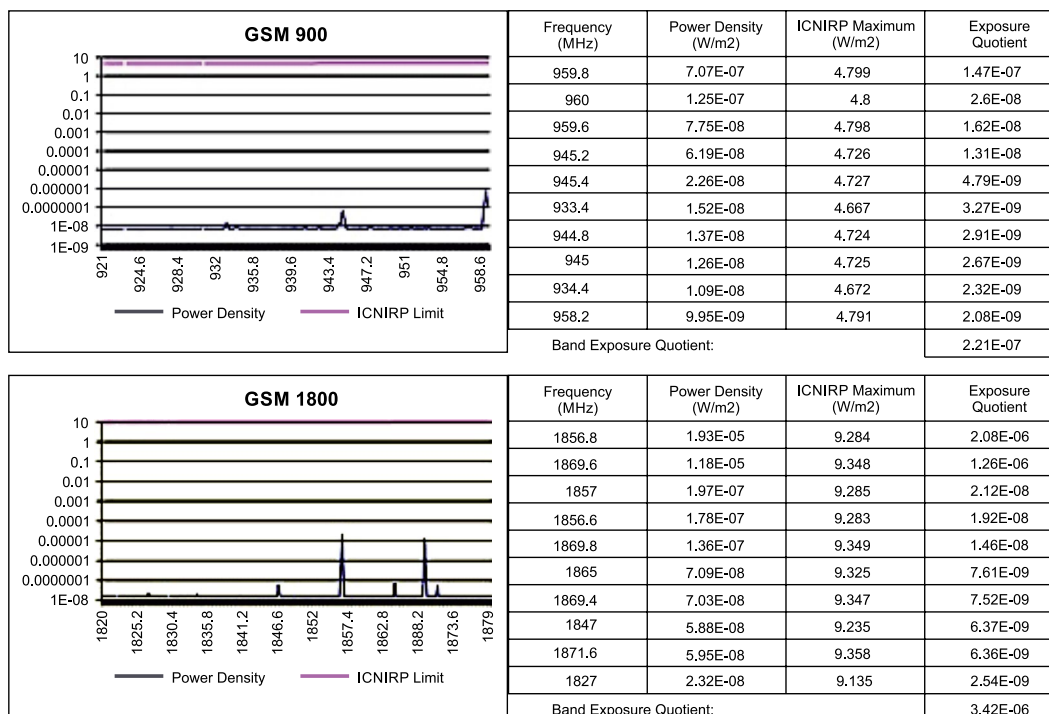 GSM 900
10
1
0.1
0.01
0.001
0.0001
0.00001
0.000001
0.0000001
1E-08
1E-09
921
924.6
928.4
932
935.8
939.6
943.4
947.2
951
954.8
958.6
Power Density
ICNIRP Limit
Frequency (MHz) Power Density (W/m2) ICNIRP Maximum (W/m2) Exposure Quotient
959.8 7.07E-07 4.799 1.47E-07
960 1.25E-07 4.8 2.6E-08
959.6 7.75E-08 4.798 1.62E-08
945.2 6.19E-08 4.726 1.31E-08
945.4 2.26E-08 4.727 4.79E-09
933.4 1.52E-08 4.667 3.27E-09
944.8 1.37E-08 4.724 2.91E-09
945 1.26E-08 4.725 2.67E-09
934.4 1.09E-08 4.672 2.32E-09
958.2 9.95E-09 4.791 2.08E-09
Band Exposure Quotient: 2.21E-07
GSM 1800
10
1
0.1
0.01
0.001
0.0001
0.00001
0.000001
0.0000001
1E-08
1820
1825.2
1830.4
1835.8
1841.2
1846.6
1852
1857.4
1862.8
1888.2
1873.6
1879
Power Density
ICNIRP Limit
Frequency (MHz) Power Density (W/m2) ICNIRP Maximum (W/m2) Exposure Quotient
1856.8 1.93E-05 9.284 2.08E-06
1869.6 1.18E-05 9.348 1.26E-06
1857 1.97E-07 9.285 2.12E-08
1856.6 1.78E-07 9.283 1.92E-08
1869.8 1.36E-07 9.349 1.46E-08
1865 7.09E-08 9.325 7.61E-09
1869.4 7.03E-08 9.347 7.52E-09
1847 5.88E-08 9.235 6.37E-09
1871.6 5.95E-08 9.358 6.36E-09
1827 2.32E-08 9.135 2.54E-09
Band Exposure Quotient: 3.42E-06